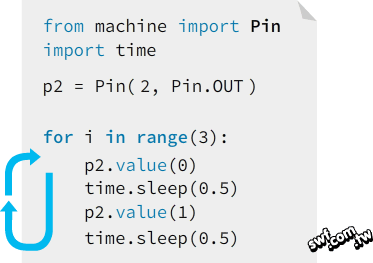 from machine import Pin
import time
p2 = Pin( 2, Pin.OUT )
for i in range(3):
    p2.value(0)
    time.sleep(0.5)
    p2.value(1)
    time.sleep(0.5)
swf.com.tw